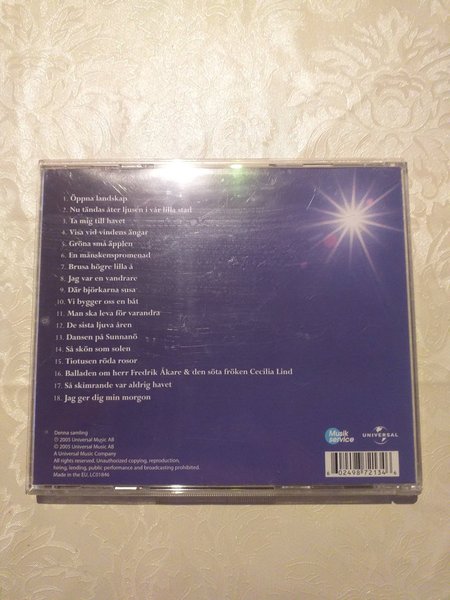 1. Öppna landskap
2. Nu tändas åter ljusen i vår lilla stad
3. Ta mig till havet
4. Visa vid vindens ängar
5. Gröna små äpplen
6. En månskenspromenad
7. Brusa högre lilla å
8. Jag var en vandrare
9. Där björkarna susa
10. Vi bygger oss en båt
11. Man ska leva för varandra
12. De sista ljuva åren
13. Dansen på Sunnanö
14. Så skön som solen
15. Tiotusen röda rosor
16. Balladen om herr Fredrik Åkare & den söta fröken Cecilia Lind
17. Så skimrande var aldrig havet
18. Jag ger dig min morgon
Denna samling
℗ 2005 Universal Music AB
© 2005 Universal Music AB
A Universal Music Company
All rights reserved. Unauthorized copying, reproduction,
hiring, lending, public performance and broadcasting prohibited.
Made in the EU. LC01846
Musik
service
UNIVERSAL
6 02498 72134 6